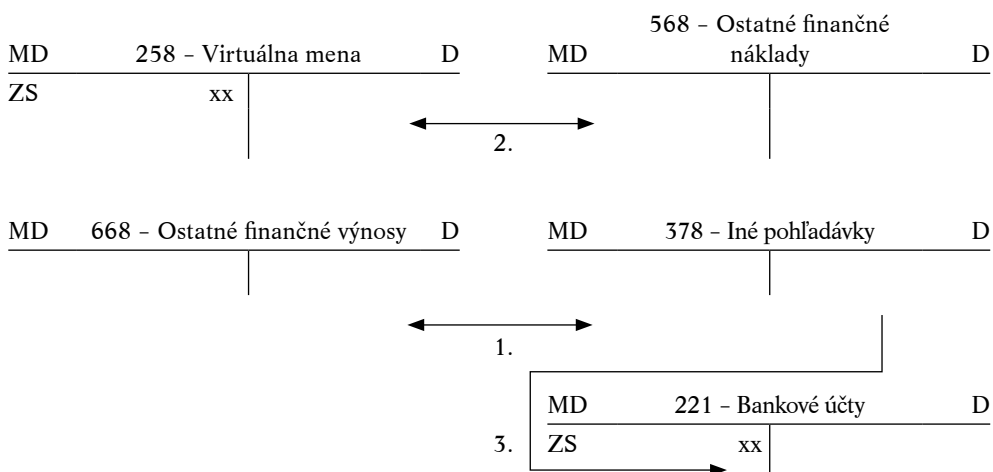 568 – Ostatné finančné
MD 258 – Virtuálna mena D MD náklady D
ZS xx
2.
MD 668 – Ostatné finančné výnosy D MD 378 – Iné pohľadávky D
1.
MD 221 – Bankové účty D
3. ZS xx